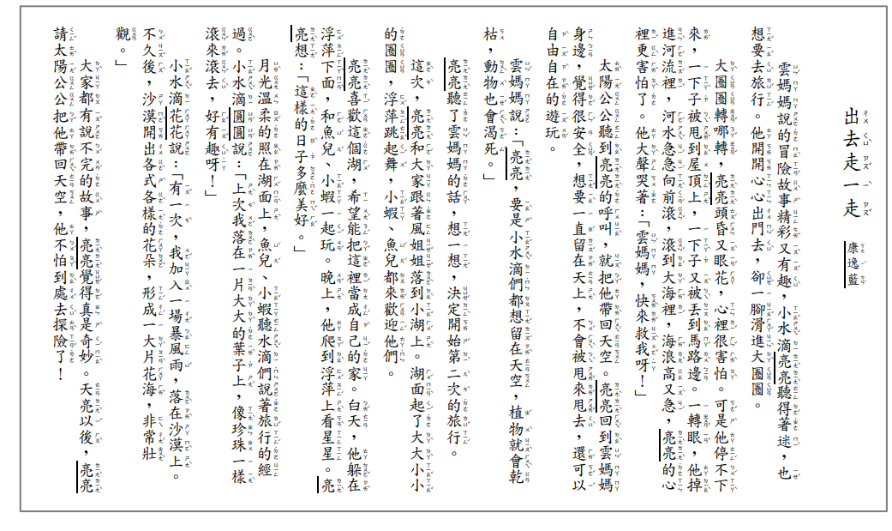 出去走一走
康逸藍
雲媽媽說的冒險故事精彩又有趣，小水滴亮亮聽得著迷，也
想要去旅行。他開開心心出門去，卻一腳滑進大圈圈。
大圈圈轉哪轉，亮亮頭昏又眼花，心裡很害怕。可是他停不下
來，一下子被甩到屋頂上，一下子又被丟到馬路邊。一轉眼，他掉
進河流裡，河水急急向前滾，滾到大海裡，海浪高又急，亮亮的心
裡更害怕了。他大聲哭著：「雲媽媽，快來救我呀！」
太陽公公聽到亮亮的呼叫，就把他帶回天空。亮亮回到雲媽媽
身邊，覺得很安全，想要一直留在天上，不會被甩來甩去，還可以
自由自在的遊玩。
雲媽媽說：「亮亮，要是小水滴們都想留在天空，植物就會乾
枯，動物也會渴死。」
亮亮聽了雲媽媽的話，想一想，決定開始第二次的旅行。
這次，亮亮和大家跟著風姐姐落到小湖上。湖面起了大大小小
的圈圈，浮萍跳起舞，小蝦、魚兒都來歡迎他們。
亮亮喜歡這個湖，希望能把這裡當成自己的家。白天，他躲在
浮萍下面，和魚兒、小蝦一起玩。晚上，他爬到浮萍上看星星。亮
亮想：「這樣的日子多麼美好。」
月光溫柔的照在湖面上，魚兒、小蝦聽水滴們說著旅行的經
過。小水滴圓圓說：「上次我落在一片大大的葉子上，像珍珠一樣
滾來滾去，好有趣呀！」
小水滴花花說：「有一次，我加入一場暴風雨，落在沙漠上。
不久後，沙漠開出各式各樣的花朵，形成一大片花海，非常壯
觀。」
大家都有說不完的故事，亮亮覺得真是奇妙。天亮以後，亮亮
請太陽公公把他帶回天空，他不怕到處去探險了！